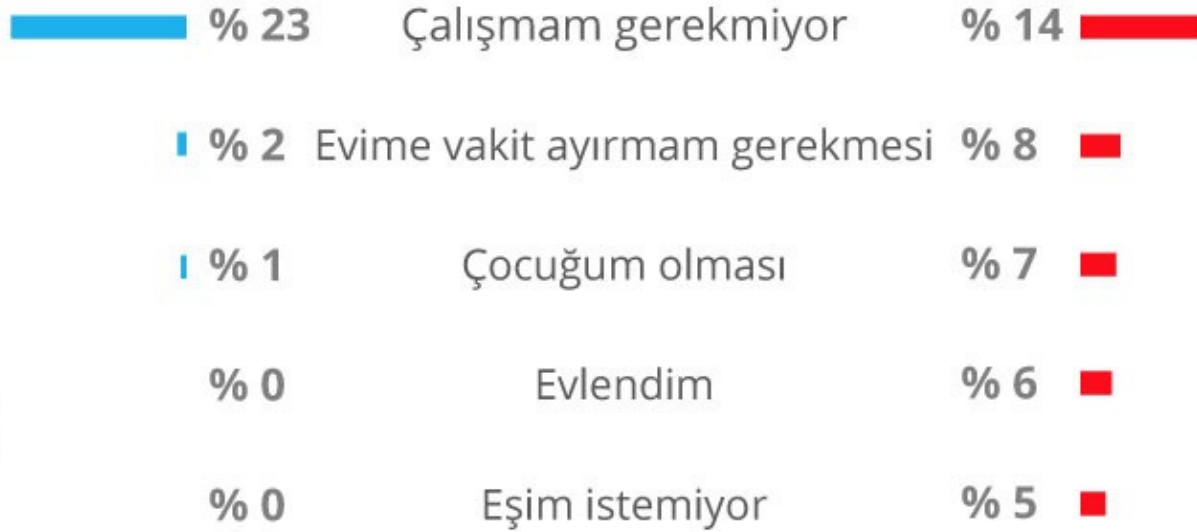 % 23 Çalışmam gerekmiyor % 14
% 2 Evime vakit ayırmam gerekmesi % 8
% 1 Çocuğum olması % 7
% 0 Evlendim % 6
% 0 Eşim istemiyor % 5